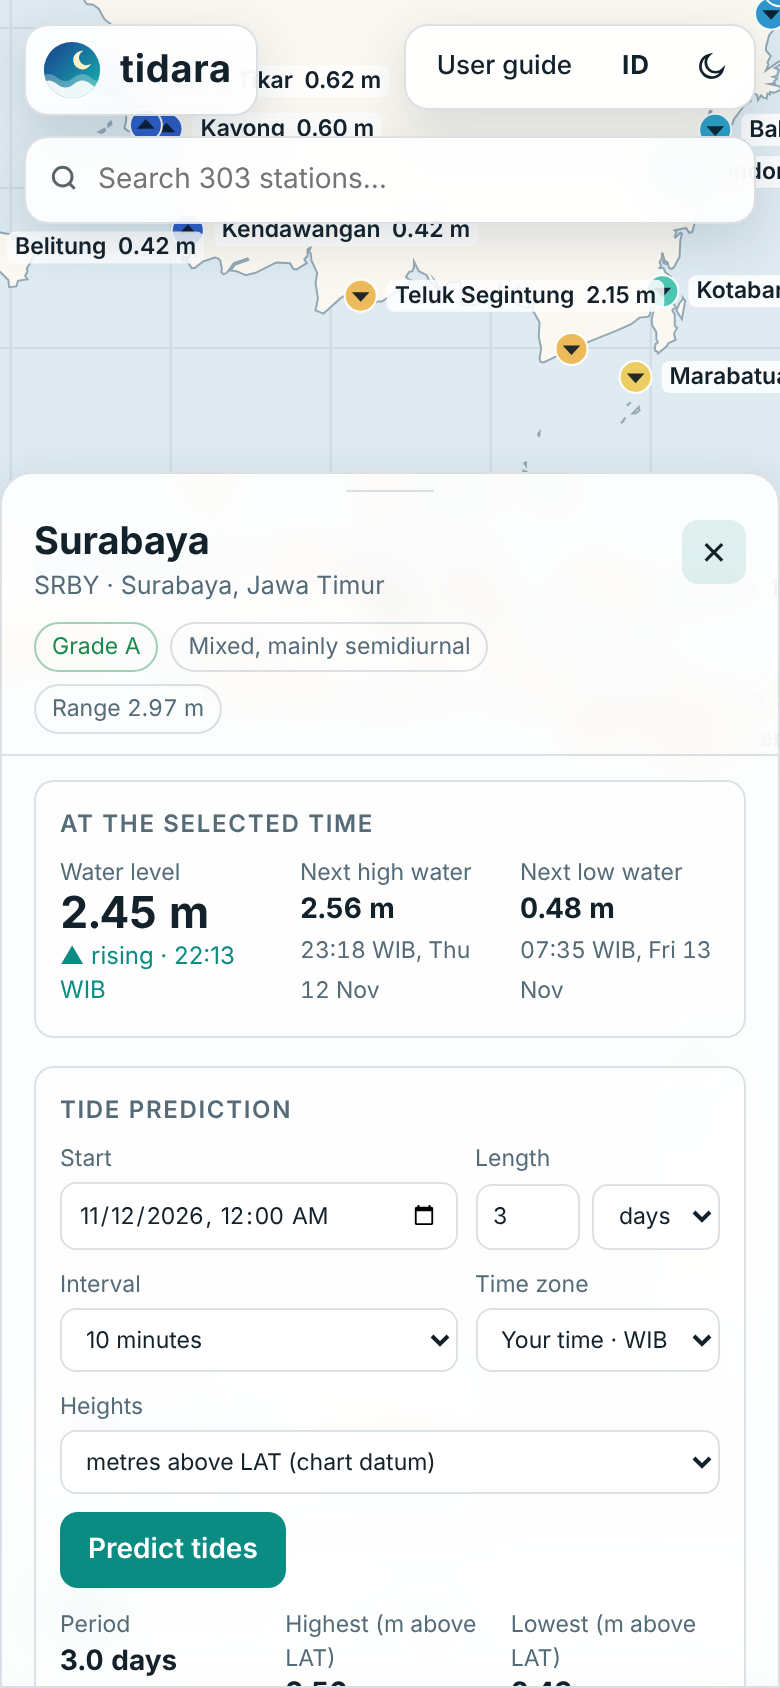 tidara
User guide
ID
kar 0.62 m
Kayong 0.60 m
Search 303 stations...
Kendawangan 0.42 m
Belitung 0.42 m
Teluk Segintung 2.15 m
Surabaya
SRBY · Surabaya, Jawa Timur
Grade A
Mixed, mainly semidiurnal
Range 2.97 m
AT THE SELECTED TIME
Water level
2.45 m
▲ rising · 22:13
WIB
Next high water
2.56 m
23:18 WIB, Thu
12 Nov
Next low water
0.48 m
07:35 WIB, Fri 13
Nov
TIDE PREDICTION
Start
11/12/2026, 12:00 AM
Length
3
days
Interval
10 minutes
Time zone
Your time · WIB
Heights
metres above LAT (chart datum)
Predict tides
Period
3.0 days
Highest (m above
LAT)
Lowest (m above
LAT)